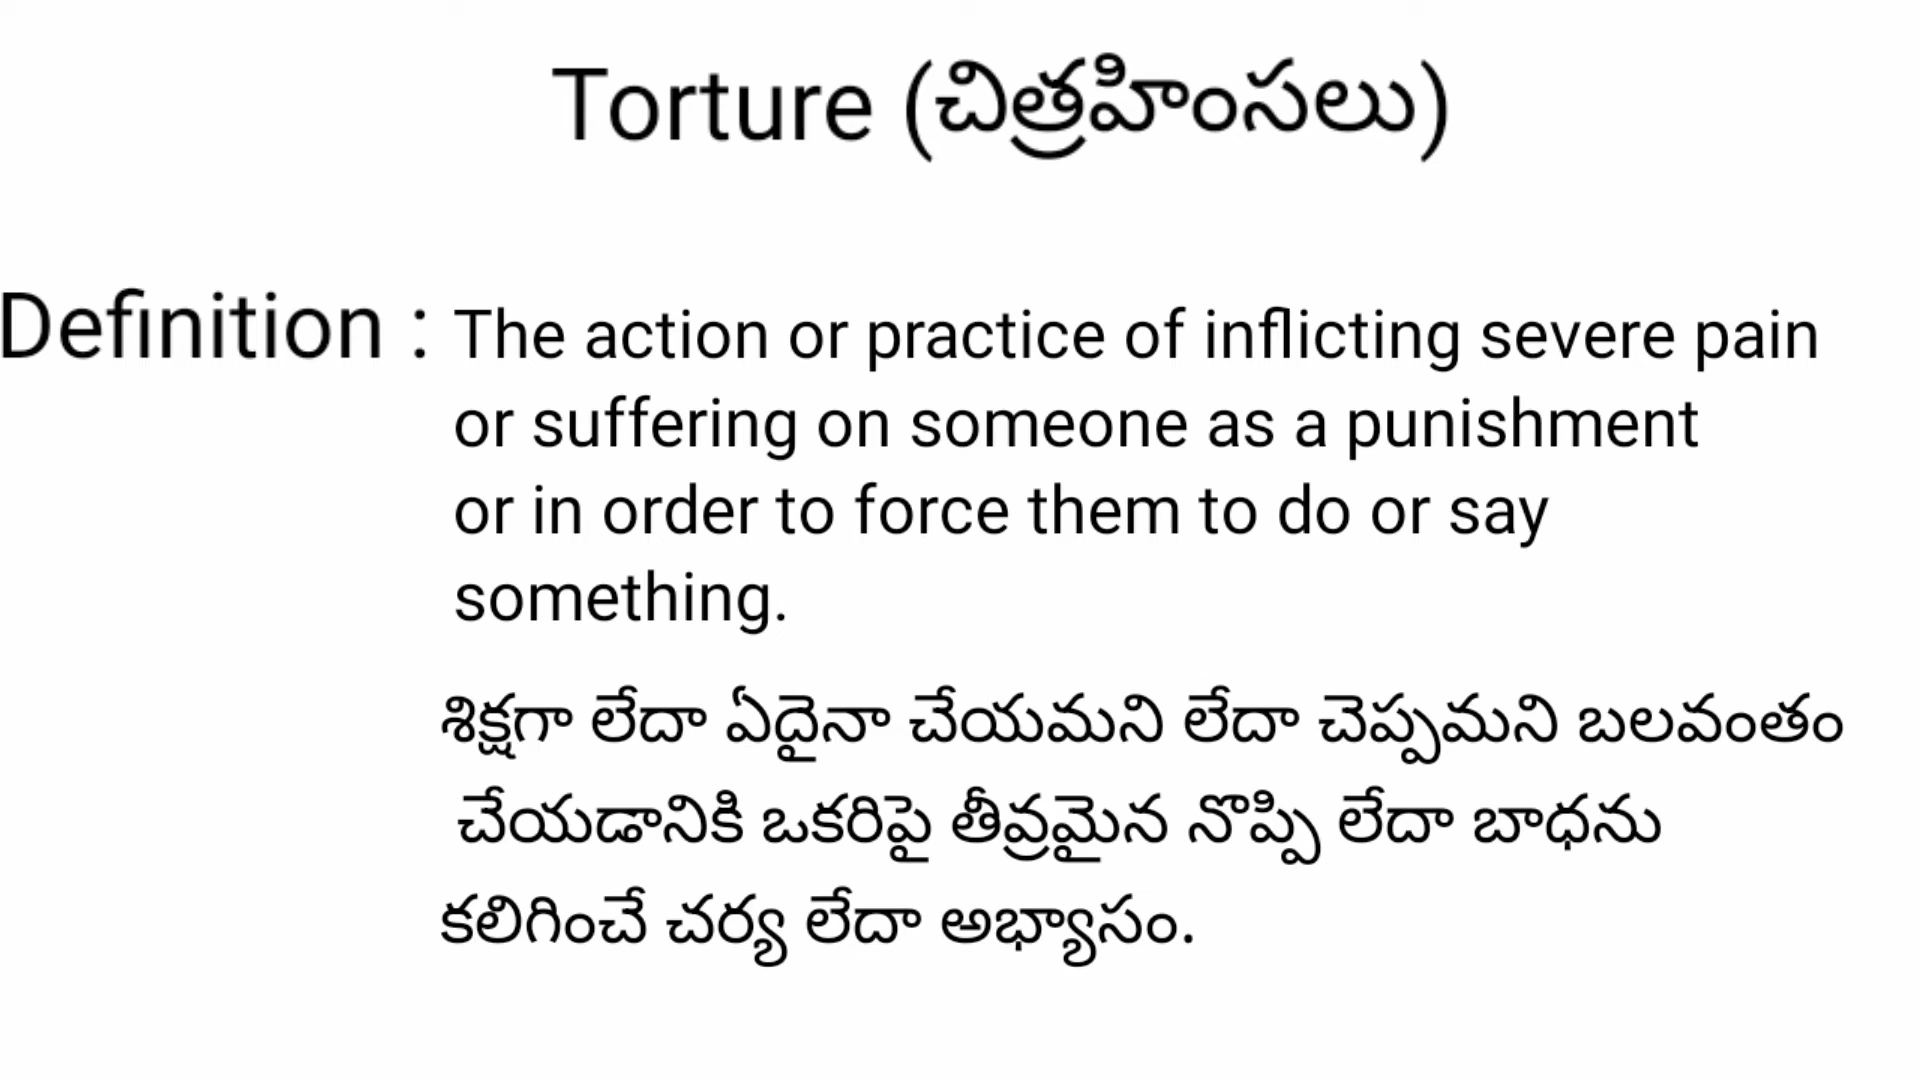 Torture (చిత్రహింసలు)
Definition : The action or practice of inflicting severe pain
or suffering on someone as a punishment
or in order to force them to do or say
something.
శిక్షగా లేదా ఏదైనా చేయమని లేదా చెప్పమని బలవంతం
చేయడానికి ఒకరిపై తీవ్రమైన నొప్పి లేదా బాధను
కలిగించే చర్య లేదా అభ్యాసం.